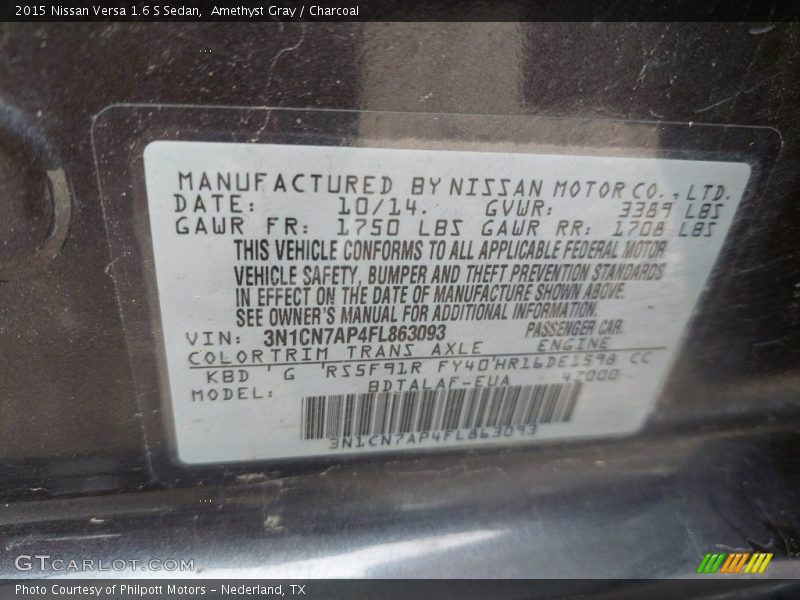 2015 Nissan Versa 1.6 S Sedan, Amethyst Gray / Charcoal
MANUFACTURED BY NISSAN MOTOR CO., LTD.
DATE: 10/14. GVWR: 3389 LBS
GAWR FR: 1750 LBS GAWR RR: 1708 LBS
THIS VEHICLE CONFORMS TO ALL APPLICABLE FEDERAL MOTOR
VEHICLE SAFETY, BUMPER AND THEFT PREVENTION STANDARDS
IN EFFECT ON THE DATE OF MANUFACTURE SHOWN ABOVE.
SEE OWNER'S MANUAL FOR ADDITIONAL INFORMATION.
VIN: 3N1CN7AP4FL863093 PASSENGER CAR.
COLOR TRIM TRANS AXLE ENGINE
KBD ' G 'RS5F91R FY40'HR16DE1598 CC
MODEL: BDTALAF-EUA 42000
3N1CN7AP4FL863093
GTCARLOT.COM
Photo Courtesy of Philpott Motors - Nederland, TX